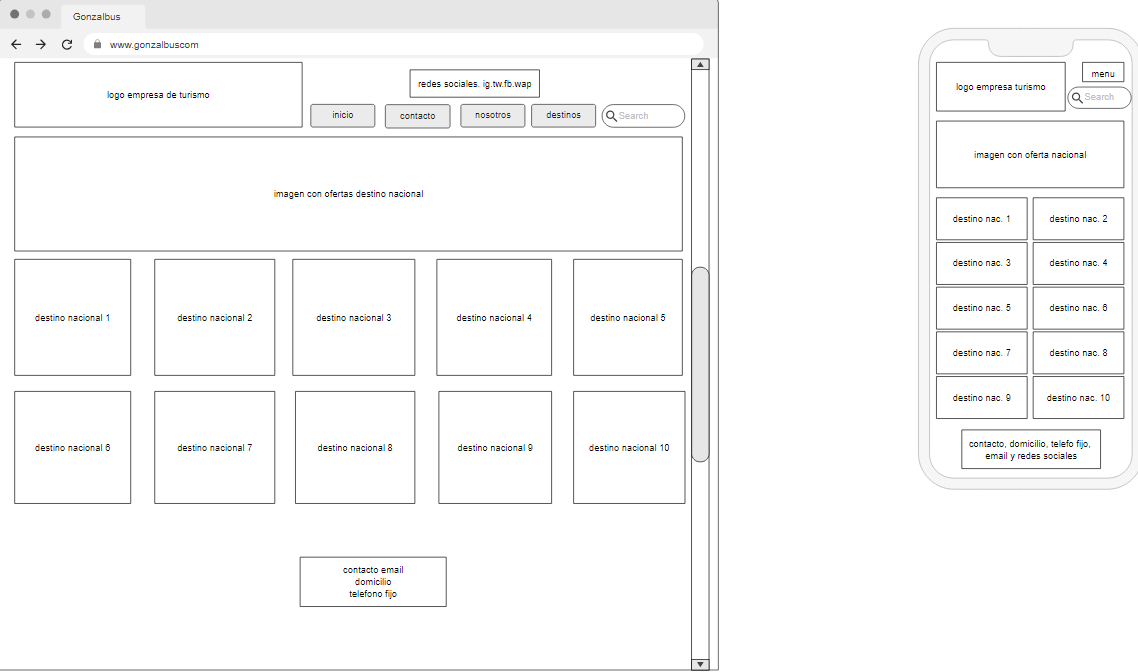 Gonzalbus
www.gonzalbuscom
logo empresa de turismo
redes sociales. ig.tw.fb.wap
inicio
contacto
nosotros
destinos
Search
imagen con ofertas destino nacional
destino nacional 1
destino nacional 2
destino nacional 3
destino nacional 4
destino nacional 5
destino nacional 6
destino nacional 7
destino nacional 8
destino nacional 9
destino nacional 10
contacto email
domicilio
telefono fijo
logo empresa turismo
menu
Search
imagen con oferta nacional
destino nac. 1
destino nac. 2
destino nac. 3
destino nac. 4
destino nac. 5
destino nac. 6
destino nac. 7
destino nac. 8
destino nac. 9
destino nac. 10
contacto, domicilio, telefo fijo,
email y redes sociales